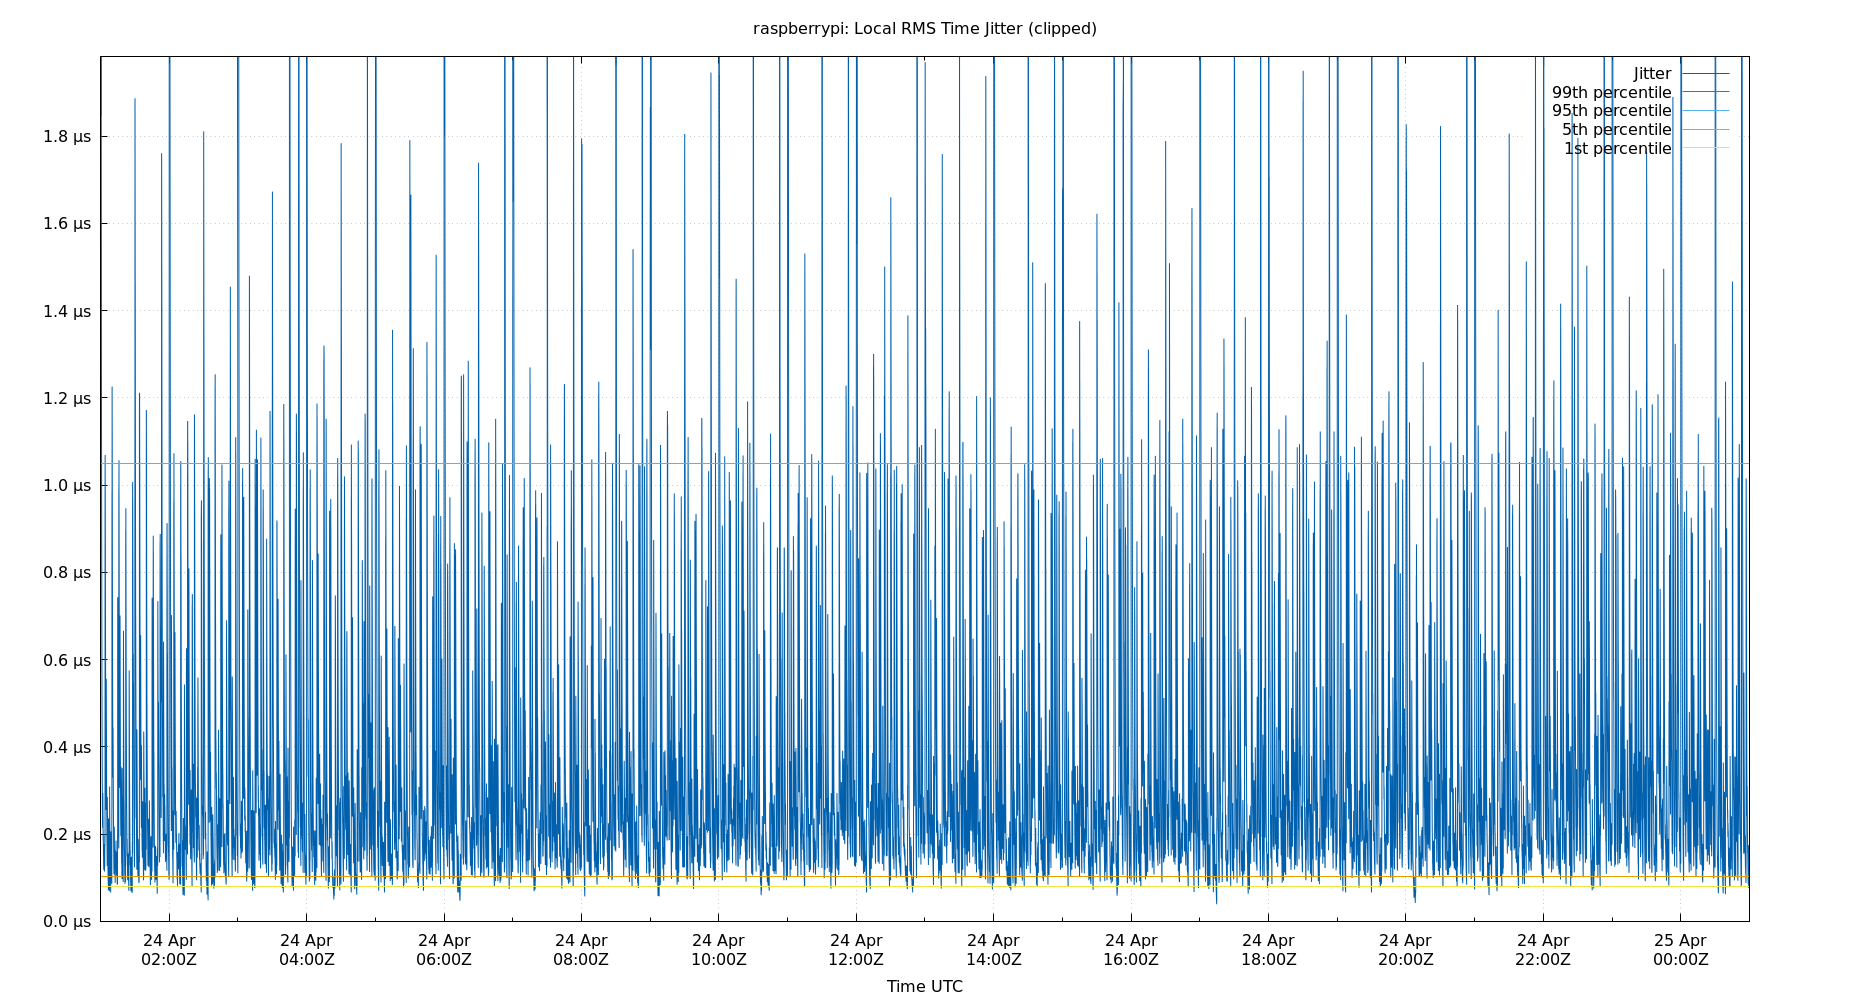 raspberrypi: Local RMS Time Jitter (clipped)
Jitter
99th percentile
95th percentile
5th percentile
1st percentile
1.8 µs
1.6 µs
1.4 µs
1.2 µs
1.0 µs
0.8 µs
0.6 µs
0.4 µs
0.2 µs
0.0 µs
24 Apr 24 Apr 24 Apr 24 Apr 24 Apr 24 Apr 24 Apr 24 Apr 24 Apr 24 Apr 24 Apr 25 Apr
02:00Z 04:00Z 06:00Z 08:00Z 10:00Z 12:00Z 14:00Z 16:00Z 18:00Z 20:00Z 22:00Z 00:00Z
Time UTC